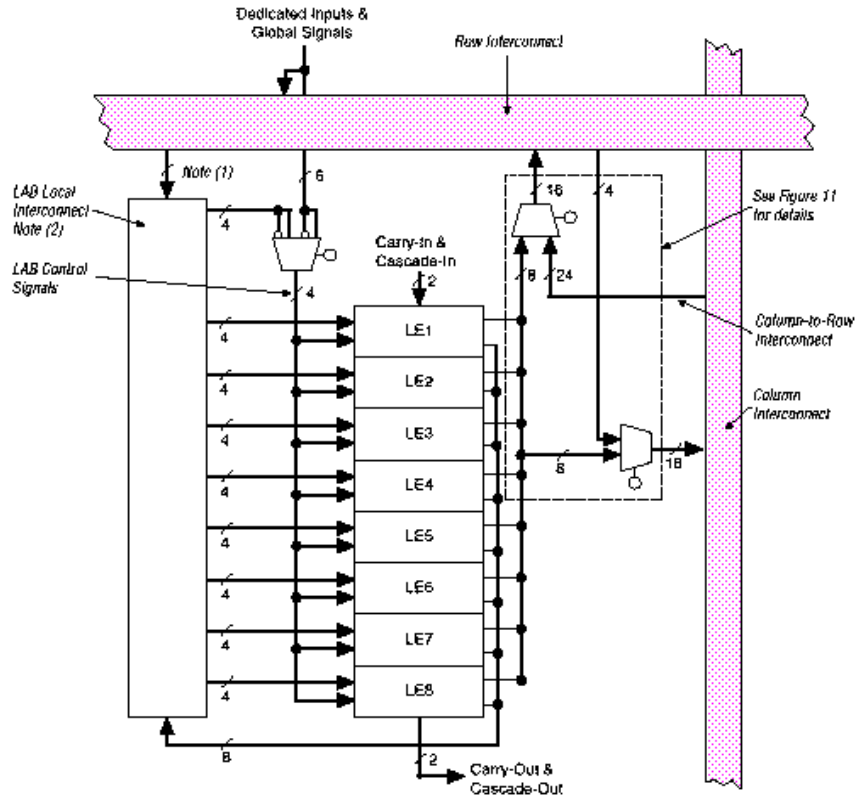 Dedicated Inputs &
Global Signals
Row Interconnect
Note (1)
6
16
4
LAB Local
Interconnect
Note (2)
4
See Figure 11
for details
Carry-In &
Cascade-In
2
8
24
LAB Control
Signals
4
Column-to-Row
Interconnect
LE1
4
LE2
4
Column
Interconnect
LE3
4
8
16
LE4
4
LE5
4
LE6
4
LE7
4
LE8
4
8
2
Carry-Out &
Cascade-Out